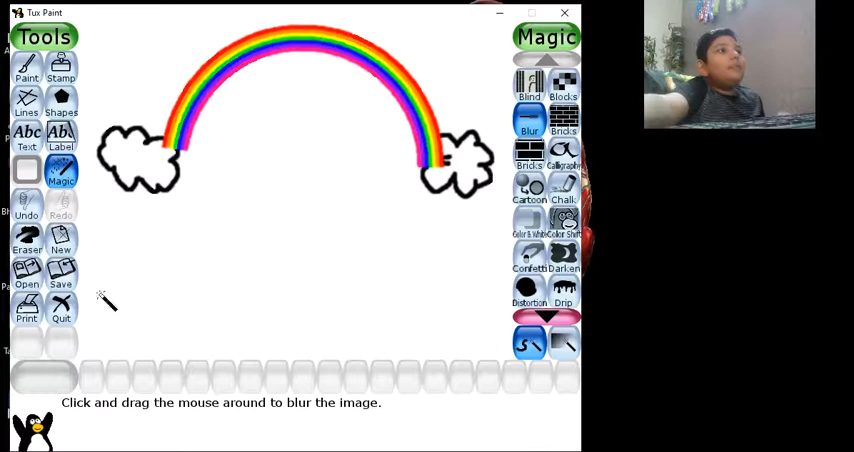 Tux Paint
Tools
Magic
Paint Stamp
Blind Blocks
Lines Shapes
Blur Bricks
Abc Abc
Text Label
Bricks Calligraphy
Magic
Cartoon Chalk
Undo Redo
Color & White Color Shift
Eraser New
Confetti Darken
Open Save
Distortion Drip
Print Quit
Click and drag the mouse around to blur the image.